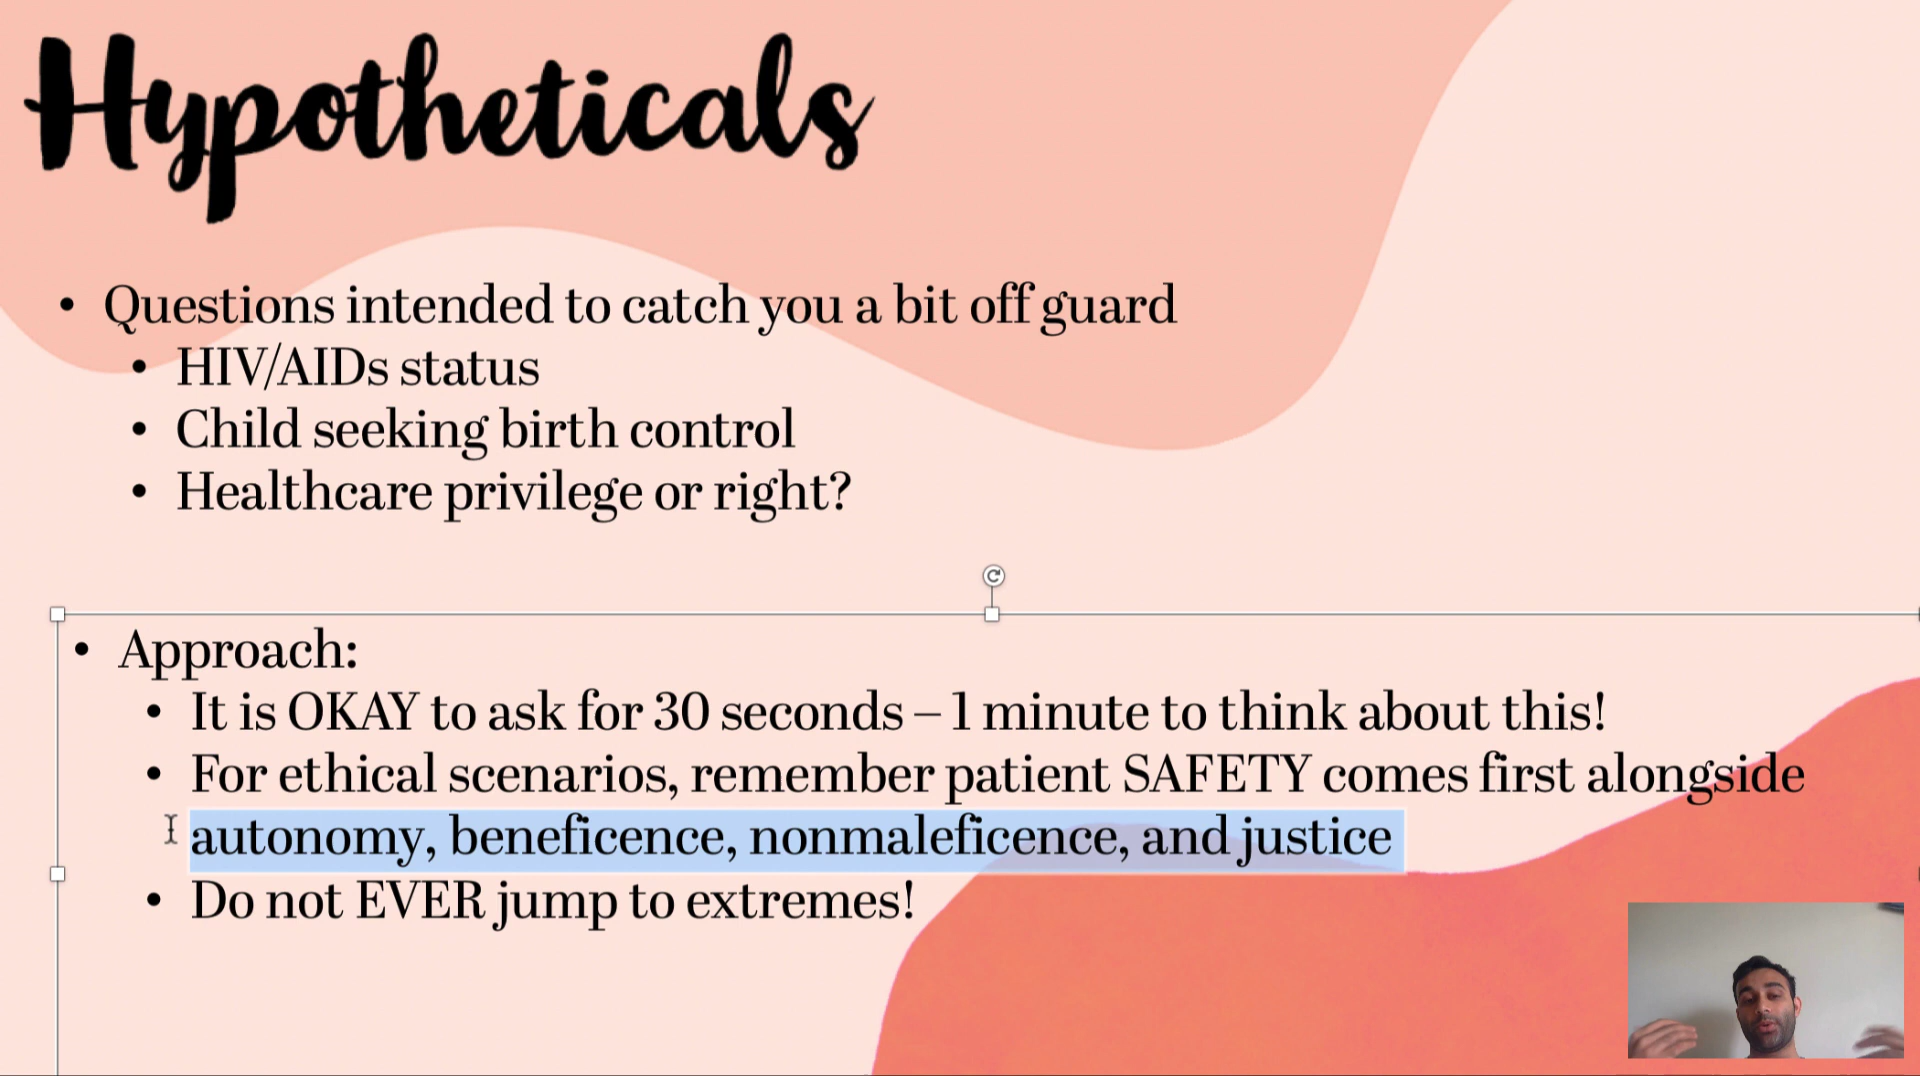 Hypotheticals
• Questions intended to catch you a bit off guard
• HIV/AIDs status
• Child seeking birth control
• Healthcare privilege or right?
• Approach:
• It is OKAY to ask for 30 seconds – 1 minute to think about this!
• For ethical scenarios, remember patient SAFETY comes first alongside
autonomy, beneficence, nonmaleficence, and justice
• Do not EVER jump to extremes!